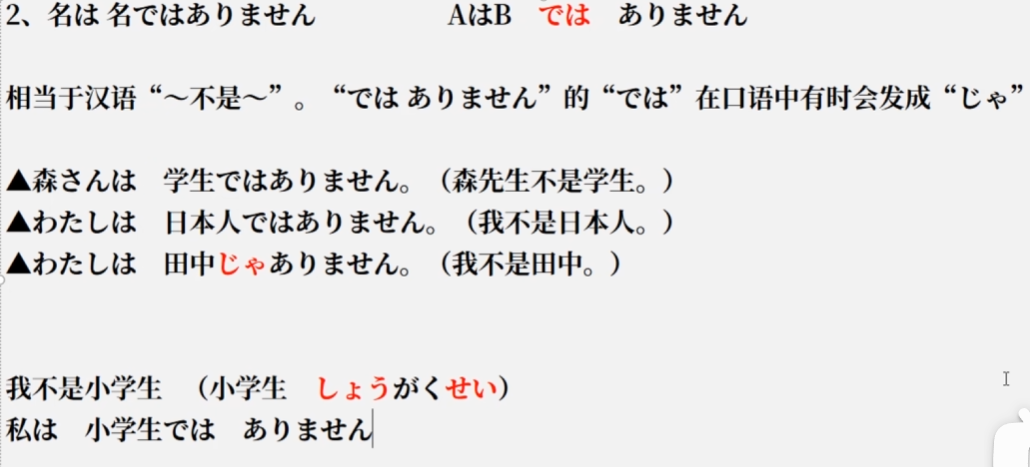 2、名は 名ではありません　　　　　AはB　では　ありません
相当于汉语“～不是～”。“では ありません”的“では”在口语中有时会发成“じゃ”
▲森さんは　学生ではありません。（森先生不是学生。）
▲わたしは　日本人ではありません。（我不是日本人。）
▲わたしは　田中じゃありません。（我不是田中。）
我不是小学生　（小学生　しょうがくせい）
私は　小学生では　ありません